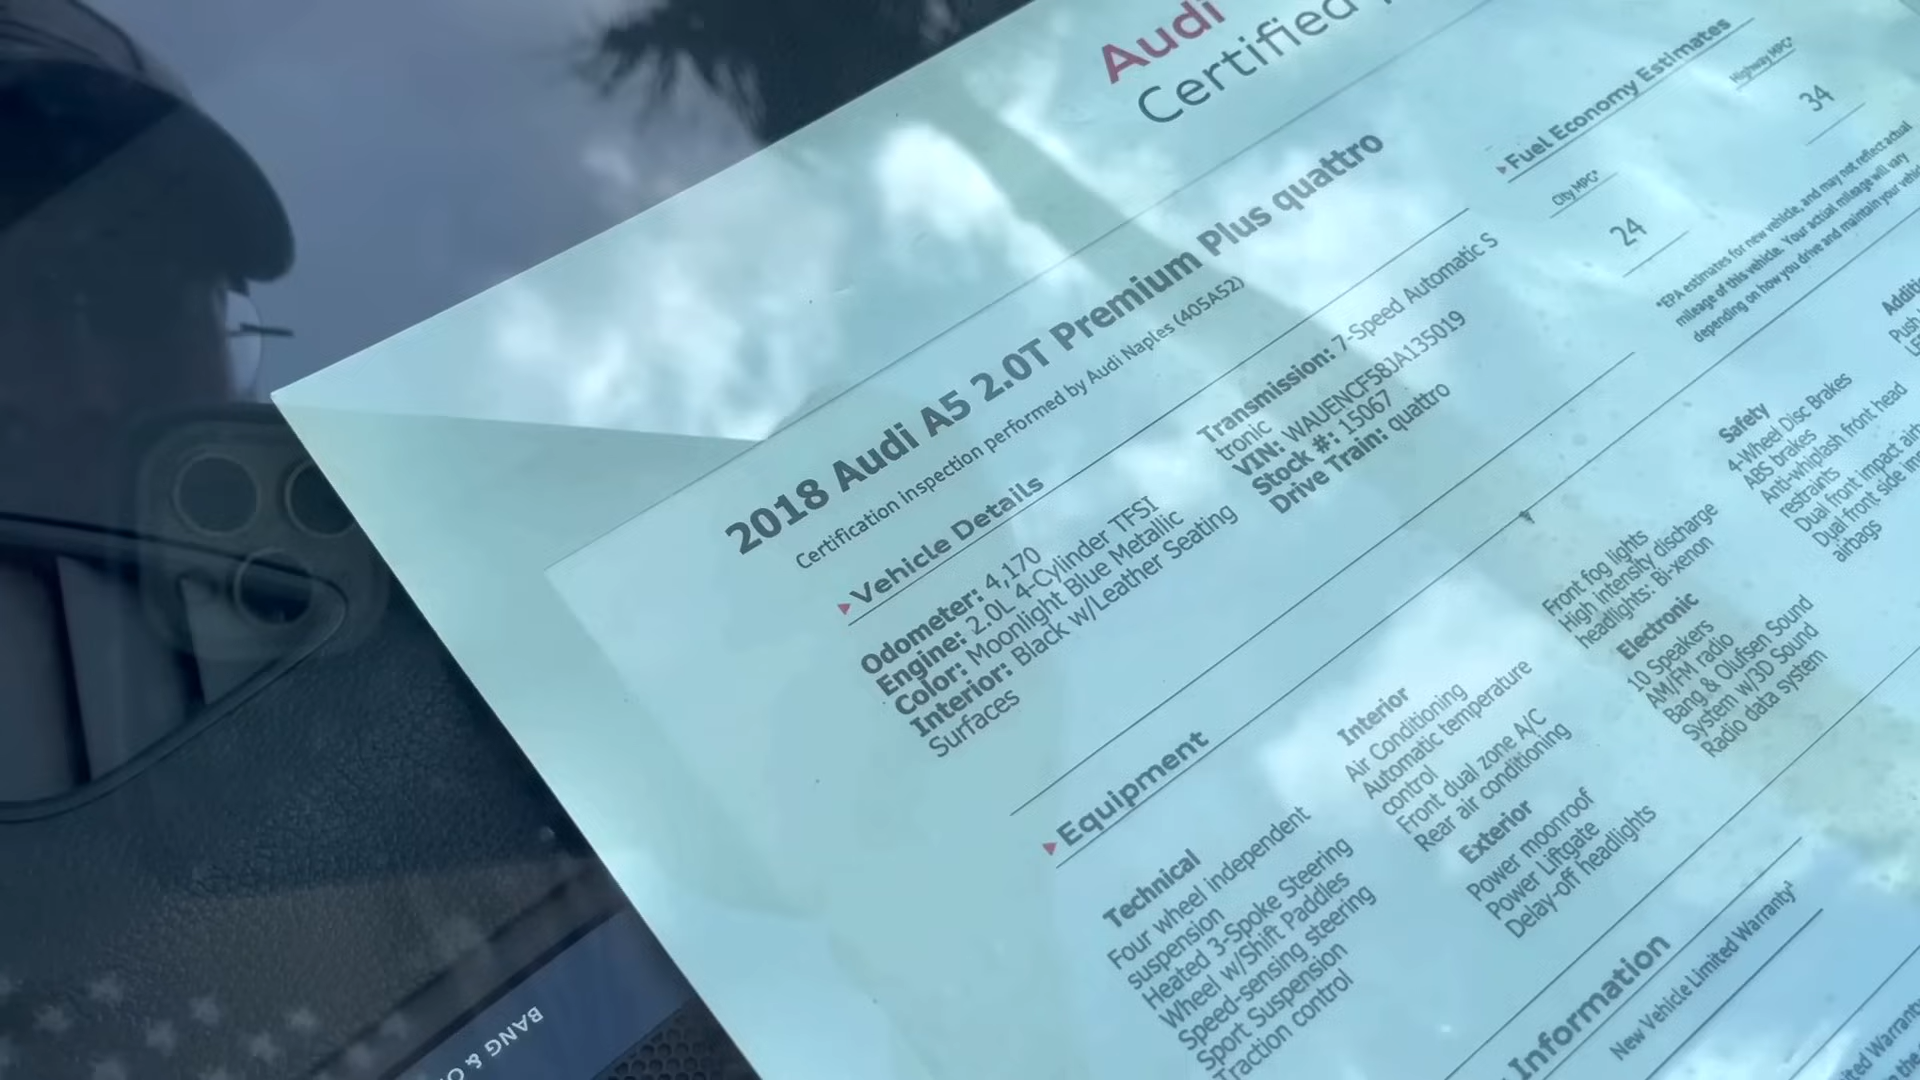 Audi
Certified
2018 Audi A5 2.0T Premium Plus quattro
Certification inspection performed by Audi Naples (405A52)
Vehicle Details
Odometer: 4,170
Engine: 2.0L 4-Cylinder TFSI
Color: Moonlight Blue Metallic
Interior: Black w/Leather Seating
Surfaces
Transmission: 7-Speed Automatic S
tronic
VIN: WAUENCF58JA135019
Stock #: 15067
Drive Train: quattro
Fuel Economy Estimates
City MPG*
24
Highway MPG*
34
*EPA estimates for new vehicle, and may not reflect actual
mileage of this vehicle. Your actual mileage will vary
depending on how you drive and maintain your
Equipment
Technical
Four wheel independent
suspension
Heated 3-Spoke Steering
Wheel w/Shift Paddles
Speed-sensing steering
Sport Suspension
Traction control
Interior
Air Conditioning
Automatic temperature
control
Front dual zone A/C
Rear air conditioning
Exterior
Power moonroof
Power Liftgate
Delay-off headlights
Front fog lights
High intensity discharge
headlights: Bi-xenon
Electronic
10 Speakers
AM/FM radio
Bang & Olufsen Sound
System w/3D Sound
Radio data system
Safety
4-Wheel Disc Brakes
ABS brakes
Anti-whiplash front head
restraints
Dual front impact
Dual front side
airbags
Push
Information
New Vehicle Limited Warranty¹
BANG &